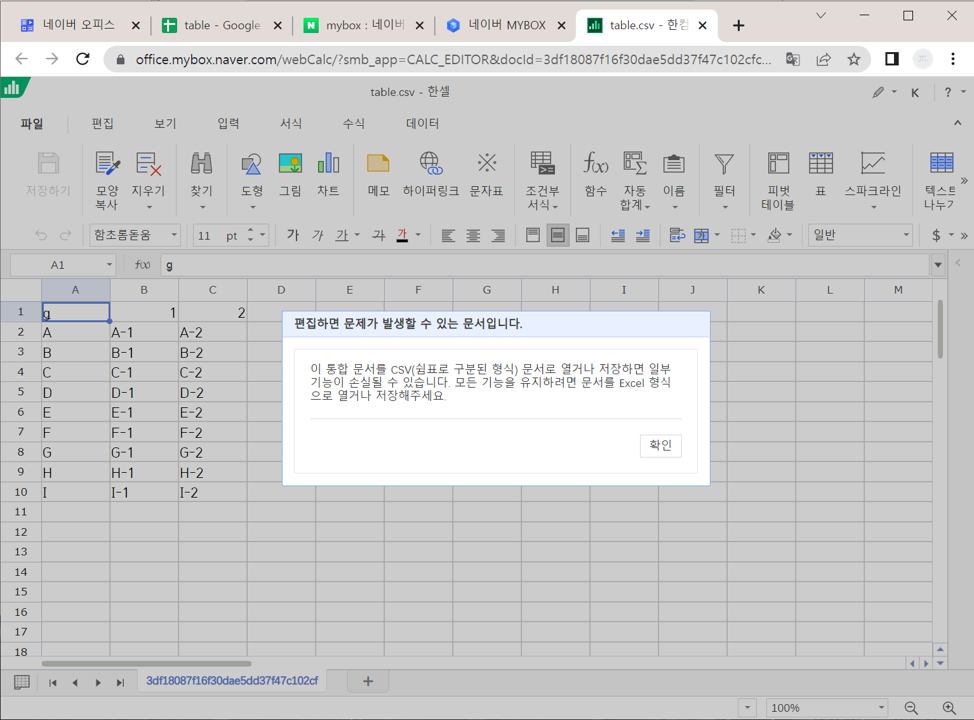 네이버 오피스
table - Google
mybox : 네이버
네이버 MYBOX
table.csv - 한컴
office.mybox.naver.com/webCalc/?smb_app=CALC_EDITOR&docId=3df18087f16f30dae5dd37f47c102cfc...
table.csv - 한셀
K
?
파일 편집 보기 입력 서식 수식 데이터
저장하기 모양 복사 지우기 찾기 도형 그림 차트 메모 하이퍼링크 문자표 조건부 서식 함수 자동 합계 이름 필터 피벗 테이블 표 스파크라인 텍스트 나누기
함초롬돋움 11 pt 가 가 가 가 가 일반 $
A1 f(x) g
A B C D E F G H I J K L M
1 g 1 2
2 A A-1 A-2
3 B B-1 B-2
4 C C-1 C-2
5 D D-1 D-2
6 E E-1 E-2
7 F F-1 F-2
8 G G-1 G-2
9 H H-1 H-2
10 I I-1 I-2
11
12
13
14
15
16
17
18
편집하면 문제가 발생할 수 있는 문서입니다.
이 통합 문서를 CSV(쉼표로 구분된 형식) 문서로 열거나 저장하면 일부
기능이 손실될 수 있습니다. 모든 기능을 유지하려면 문서를 Excel 형식
으로 열거나 저장해주세요.
확인
3df18087f16f30dae5dd37f47c102cf
100%